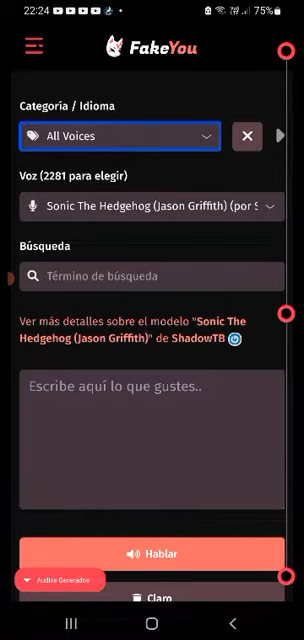 22:24
75%
FakeYou
Categoría / Idioma
All Voices
Voz (2281 para elegir)
Sonic The Hedgehog (Jason Griffith) (por S
Búsqueda
Término de búsqueda
Ver más detalles sobre el modelo "Sonic The
Hedgehog (Jason Griffith)" de ShadowTB
Escribe aquí lo que gustes..
Hablar
Audios Generados
Claro